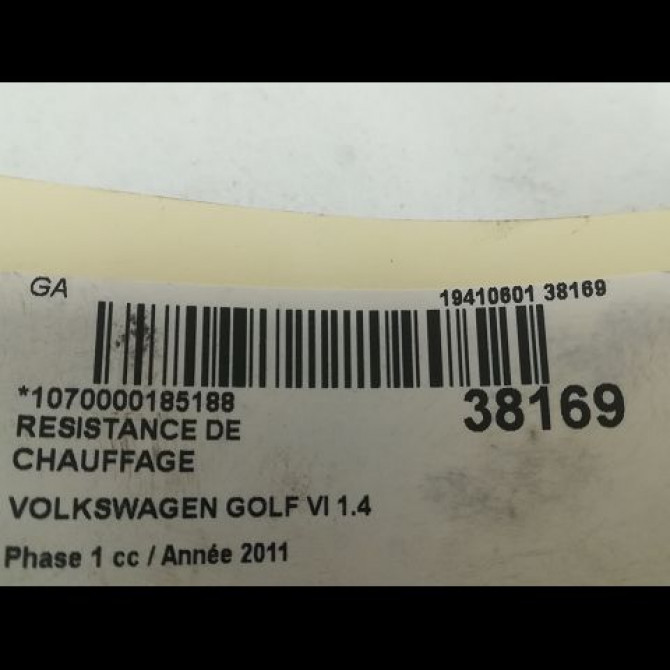 GA
19410601 38169
*1070000185188
38169
RESISTANCE DE
CHAUFFAGE
VOLKSWAGEN GOLF VI 1.4
Phase 1 cc / Année 2011